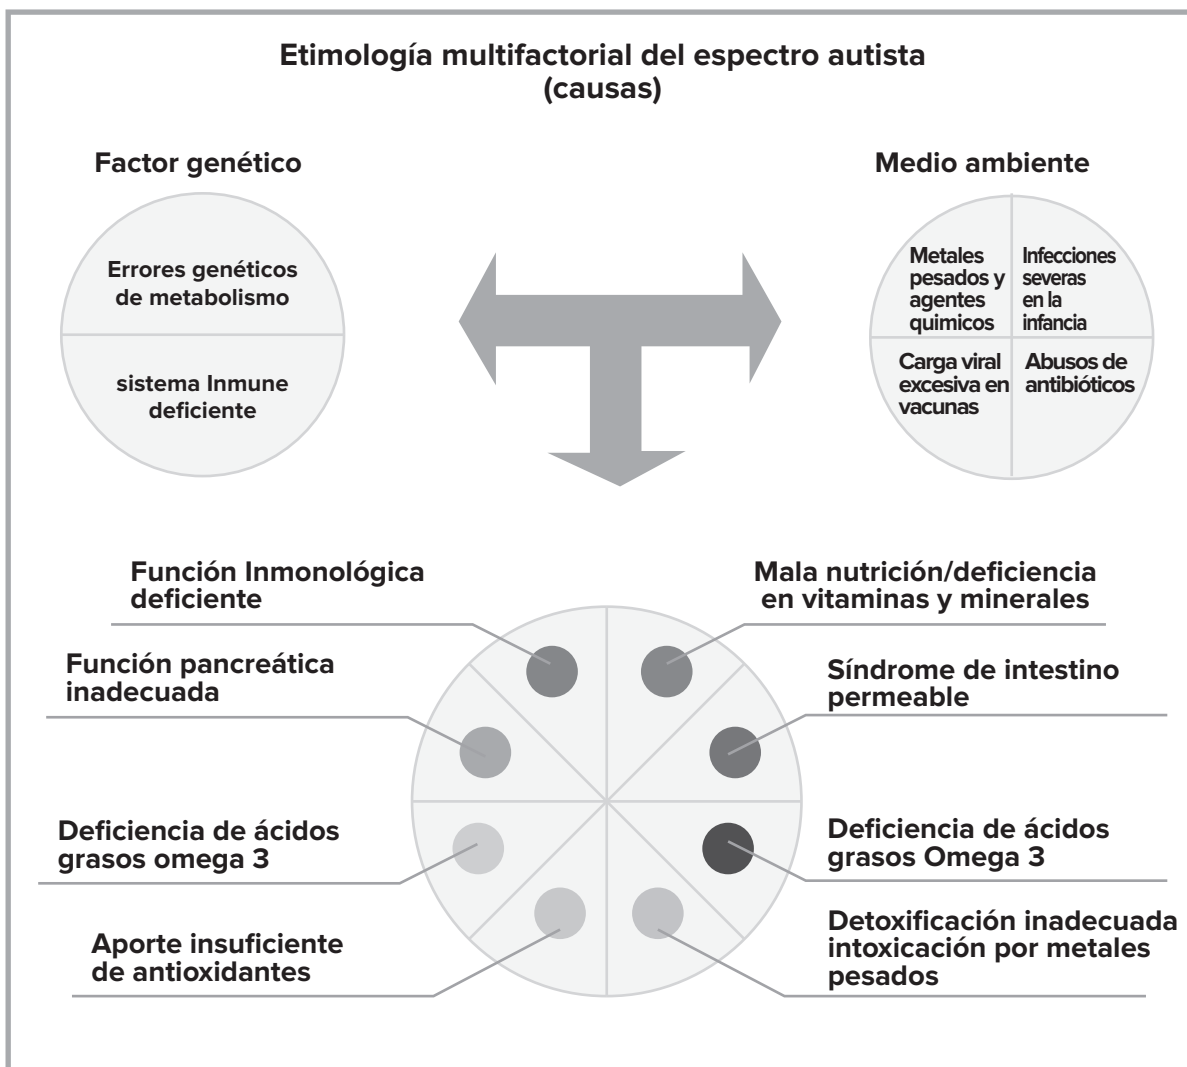 Etimología multifactorial del espectro autista
(causas)
Factor genético
Errores genéticos
de metabolismo
sistema Inmune
deficiente
Medio ambiente
Metales
pesados y
agentes
quimicos
Infecciones
severas
en la
infancia
Carga viral
excesiva en
vacunas
Abusos de
antibióticos
Función Inmonológica
deficiente
Mala nutrición/deficiencia
en vitaminas y minerales
Función pancreática
inadecuada
Síndrome de intestino
permeable
Deficiencia de ácidos
grasos omega 3
Deficiencia de ácidos
grasos Omega 3
Aporte insuficiente
de antioxidantes
Detoxificación inadecuada
intoxicación por metales
pesados